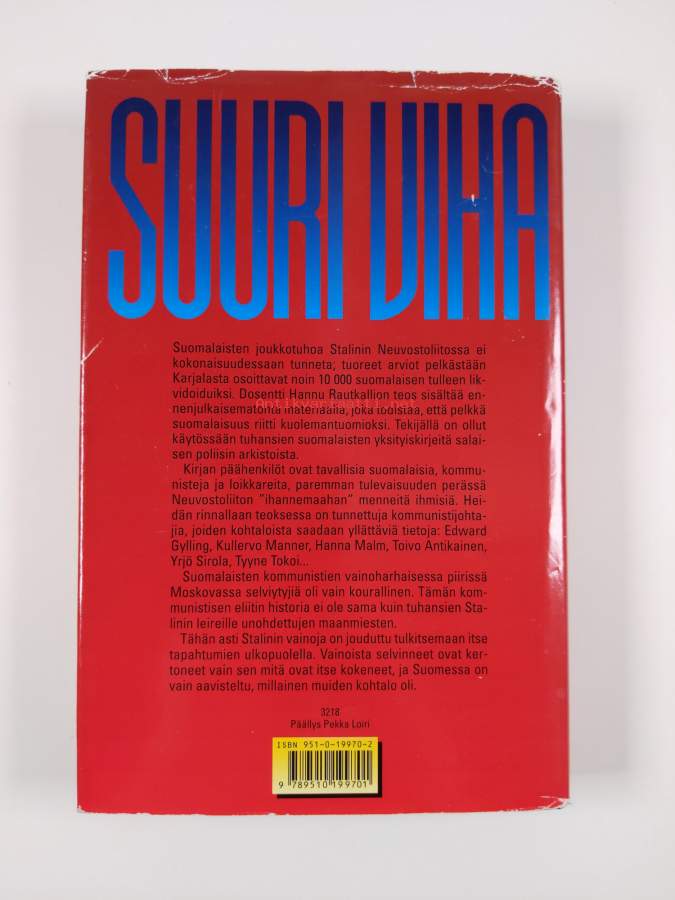 SUURI VIHA
Suomalaisten joukkotuhoa Stalinin Neuvostoliitossa ei
kokonaisuudessaan tunneta; tuoreet arviot pelkästään
Karjalasta osoittavat noin 10 000 suomalaisen tulleen lik-
vidoiduiksi. Dosentti Hannu Rautkallion teos sisältää en-
nenjulkaisematonta materiaalia, joka todistaa, että pelkkä
suomalaisuus riitti kuolemantuomioksi. Tekijällä on ollut
käytössään tuhansien suomalaisten yksityiskirjeitä salai-
sen poliisin arkistoista.
Kirjan päähenkilöt ovat tavallisia suomalaisia, kommu-
nisteja ja loikkareita, paremman tulevaisuuden perässä
Neuvostoliiton "ihannemaahan" menneitä ihmisiä. Hei-
dän rinnallaan teoksessa on tunnettuja kommunistijohta-
jia, joiden kohtaloista saadaan yllättäviä tietoja: Edward
Gylling, Kullervo Manner, Hanna Malm, Toivo Antikainen,
Yrjö Sirola, Tyyne Tokoi...
Suomalaisten kommunistien vainoharhaisessa piirissä
Moskovassa selviytyjiä oli vain kourallinen. Tämän kom-
munistisen eliitin historia ei ole sama kuin tuhansien Sta-
linin leireille unohdettujen maanmiesten.
Tähän asti Stalinin vainoja on jouduttu tulkitsemaan itse
tapahtumien ulkopuolella. Vainoista selvinneet ovat ker-
toneet vain sen mitä ovat itse kokeneet, ja Suomessa on
vain aavisteltu, millainen muiden kohtalo oli.
3218
Päällys Pekka Loiri
ISBN 951-0-19970-2
9 789510 199701